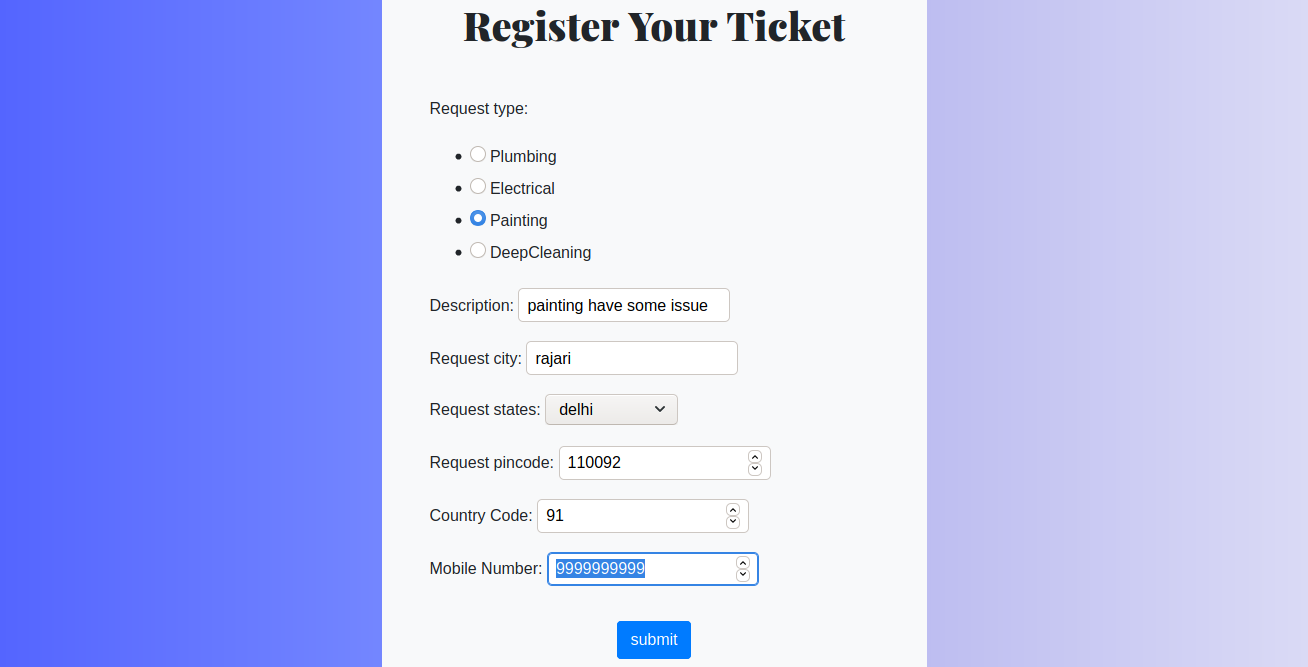 Register Your Ticket
Request type:
Plumbing
Electrical
Painting
DeepCleaning
Description: painting have some issue
Request city: rajari
Request states: delhi
Request pincode: 110092
Country Code: 91
Mobile Number: 9999999999
submit